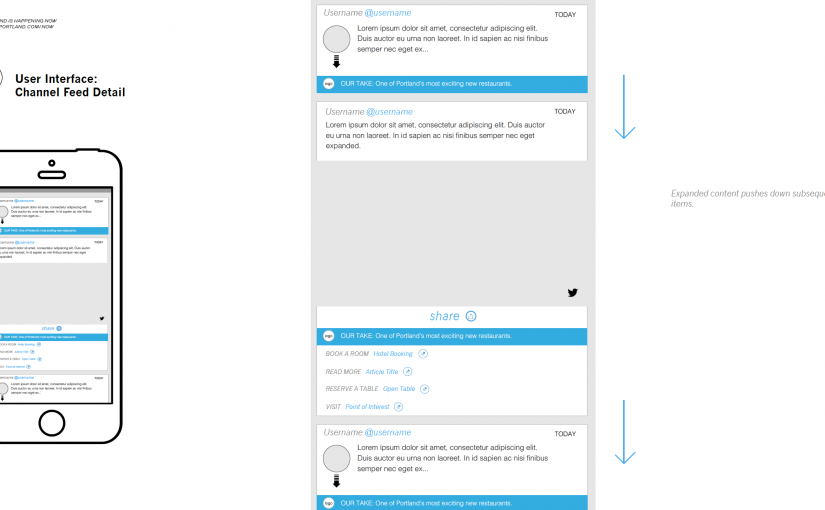 ND IS HAPPENING NOW
PORTLAND.COM/ NOW
User Interface:
Channel Feed Detail
Username @username
TODAY
Lorem ipsum dolor sit amet, consectetur adipiscing elit.
Duis auctor eu urna non laoreet. In id sapien ac nisi finibus
semper nec eget ex...
OUR TAKE: One of Portland's most exciting new restaurants.
Username @username
TODAY
Lorem ipsum dolor sit amet, consectetur adipiscing elit. Duis auctor
eu urna non laoreet. In id sapien ac nisi finibus semper nec eget
expanded.
share
logo
OUR TAKE: One of Portland's most exciting new restaurants.
BOOK A ROOM Hotel Booking
READ MORE Article Title
RESERVE A TABLE Open Table
VISIT Point of Interest
Username @username
TODAY
Lorem ipsum dolor sit amet, consectetur adipiscing elit.
Duis auctor eu urna non laoreet. In id sapien ac nisi finibus
semper nec eget ex...
logo
OUR TAKE: One of Portland's most exciting new restaurants.
Expanded content pushes down subseque
items.